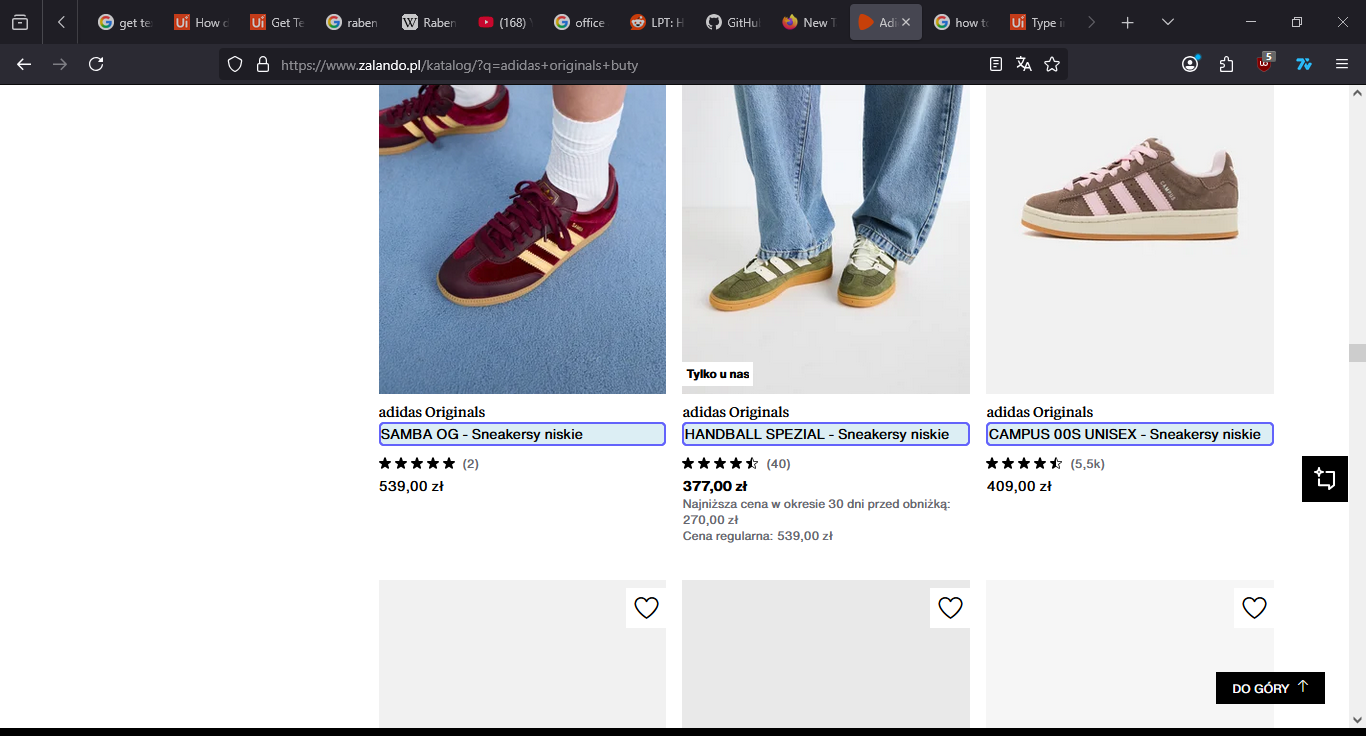 get te
How d
Get Te
raben
Raben
(168)
office
LPT: H
GitHu
New T
Adi
how to
Type i
https://www.zalando.pl/katalog/?q=adidas+originals+buty
5
SAMBA
CAMPUS
Tylko u nas
adidas Originals
adidas Originals
adidas Originals
SAMBA OG - Sneakersy niskie
HANDBALL SPEZIAL - Sneakersy niskie
CAMPUS 00S UNISEX - Sneakersy niskie
(2)
(40)
(5,5k)
539,00 zł
377,00 zł
409,00 zł
Najniższa cena w okresie 30 dni przed obniżką:
270,00 zł
Cena regularna: 539,00 zł
DO GÓRY